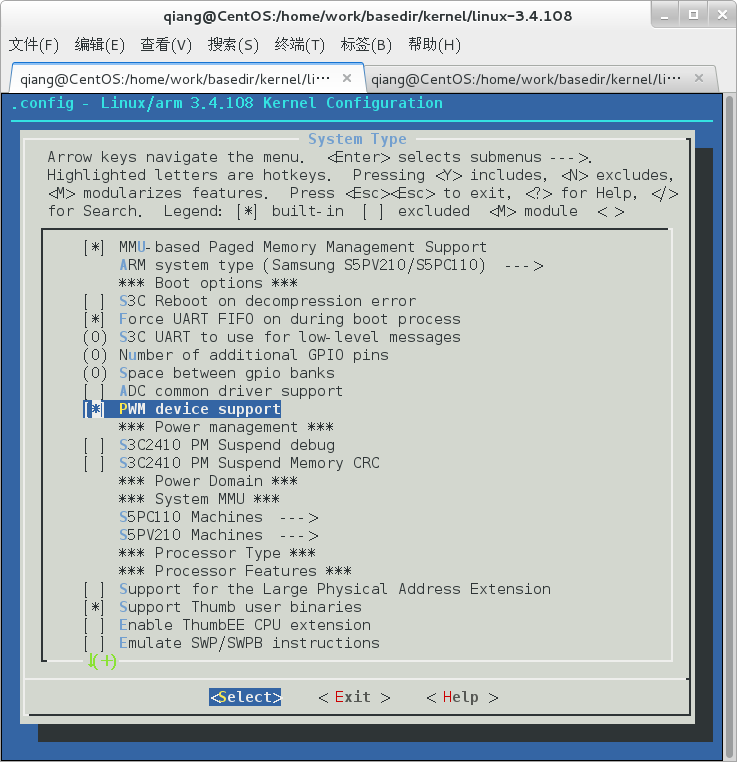 qiang@CentOS:/home/work/basedir/kernel/linux-3.4.108
文件(F) 编辑(E) 查看(V) 搜索(S) 终端(T) 标签(B) 帮助(H)
qiang@CentOS:/home/work/basedir/kernel/li··· × qiang@CentOS:/home/work/basedir/kernel/li··· ×
.config - Linux/arm 3.4.108 Kernel Configuration
System Type
Arrow keys navigate the menu. <Enter> selects submenus --->.
Highlighted letters are hotkeys. Pressing <Y> includes, <N> excludes,
<M> modularizes features. Press <Esc><Esc> to exit, <?> for Help, </>
for Search. Legend: [*] built-in [ ] excluded <M> module < >
[*] MMU-based Paged Memory Management Support
ARM system type (Samsung S5PV210/S5PC110) --->
*** Boot options ***
[ ] S3C Reboot on decompression error
[*] Force UART FIFO on during boot process
(0) S3C UART to use for low-level messages
(0) Number of additional GPIO pins
(0) Space between gpio banks
[ ] ADC common driver support
[*] PWM device support
*** Power management ***
[ ] S3C2410 PM Suspend debug
[ ] S3C2410 PM Suspend Memory CRC
*** Power Domain ***
*** System MMU ***
S5PC110 Machines --->
S5PV210 Machines --->
*** Processor Type ***
*** Processor Features ***
[ ] Support for the Large Physical Address Extension
[*] Support Thumb user binaries
[ ] Enable ThumbEE CPU extension
[ ] Emulate SWP/SWPB instructions
↓(+)
<Select> < Exit > < Help >